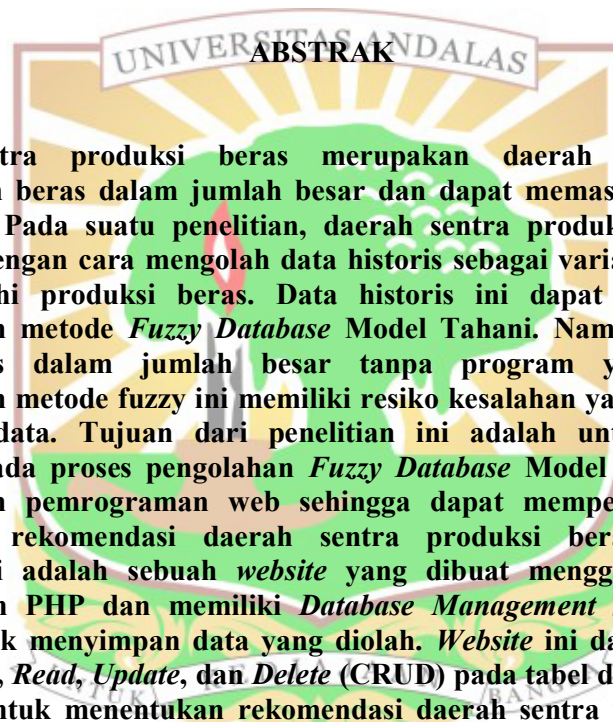 UNIVERSITAS ANDALAS
ABSTRAK
tra produksi beras merupakan daerah
n beras dalam jumlah besar dan dapat memas
Pada suatu penelitian, daerah sentra produk
engan cara mengolah data historis sebagai varia
hi produksi beras. Data historis ini dapat
n metode Fuzzy Database Model Tahani. Nam
s dalam jumlah besar tanpa program y
n metode fuzzy ini memiliki resiko kesalahan ya
data. Tujuan dari penelitian ini adalah unt
ada proses pengolahan Fuzzy Database Model
n pemrograman web sehingga dapat mempe
rekomendasi daerah sentra produksi ber
i adalah sebuah website yang dibuat mengg
n PHP dan memiliki Database Management
k menyimpan data yang diolah. Website ini da
, Read, Update, dan Delete (CRUD) pada tabel d
UNTUK KEDJAJAAN BANGSA
ntuk menentukan rekomendasi daerah sentra